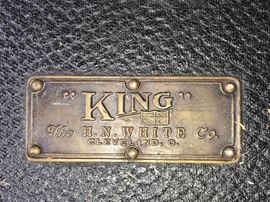 "KING"
The H. N. WHITE Co.
CLEVELAND, O.